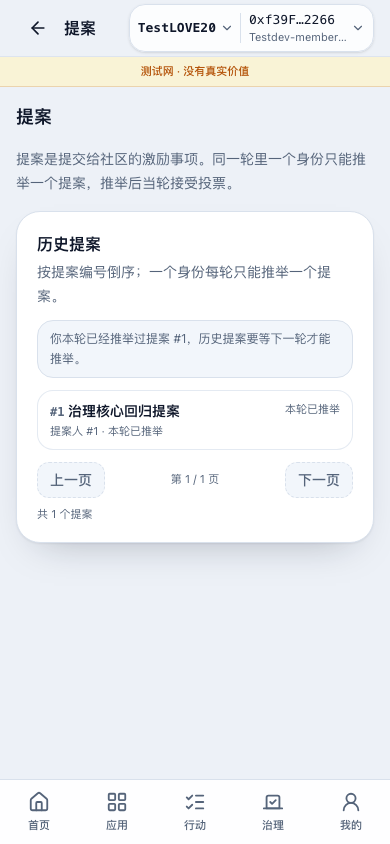 提案
TestLOVE20
0xf39F…2266
Testdev-member...
测试网 · 没有真实价值
提案
提案是提交给社区的激励事项。同一轮里一个身份只能推
举一个提案，推举后当轮接受投票。
历史提案
按提案编号倒序；一个身份每轮只能推举一个提
案。
你本轮已经推举过提案 #1，历史提案要等下一轮才能
推举。
#1 治理核心回归提案
本轮已推举
提案人 #1 · 本轮已推举
上一页
第 1 / 1 页
下一页
共 1 个提案
首页
应用
行动
治理
我的